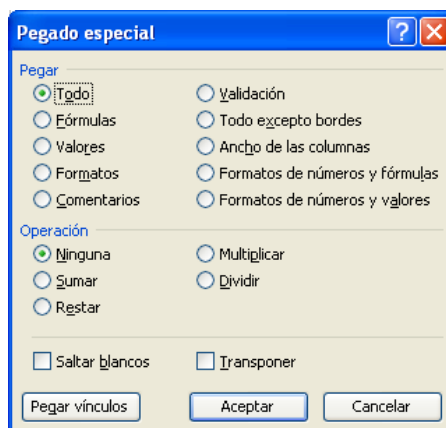 Pegado especial
Pegar
Todo
Validación
Fórmulas
Todo excepto bordes
Valores
Ancho de las columnas
Formatos
Formatos de números y fórmulas
Comentarios
Formatos de números y valores
Operación
Ninguna
Multiplicar
Sumar
Dividir
Restar
Saltar blancos
Transponer
Pegar vínculos
Aceptar
Cancelar